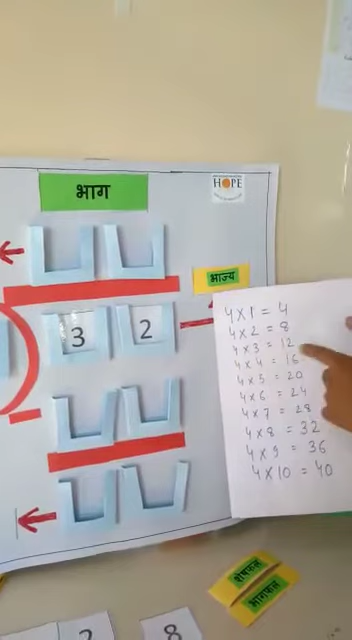 भाग
HOPE
भाज्य
3 2
4 X 1 = 4
4 X 2 = 8
4 X 3 = 12
4 X 4 = 16
4 X 5 = 20
4 X 6 = 24
4 X 7 = 28
4 X 8 = 32
4 X 9 = 36
4 X 10 = 40
शेषफल
भागफल
2
8